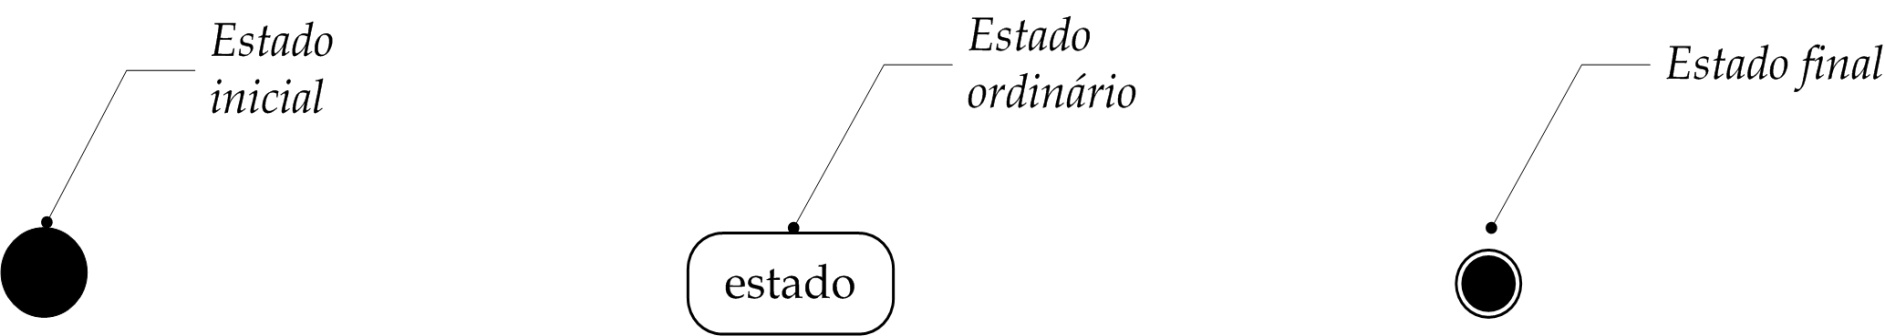 Estado
inicial
Estado
ordinário
Estado final
estado